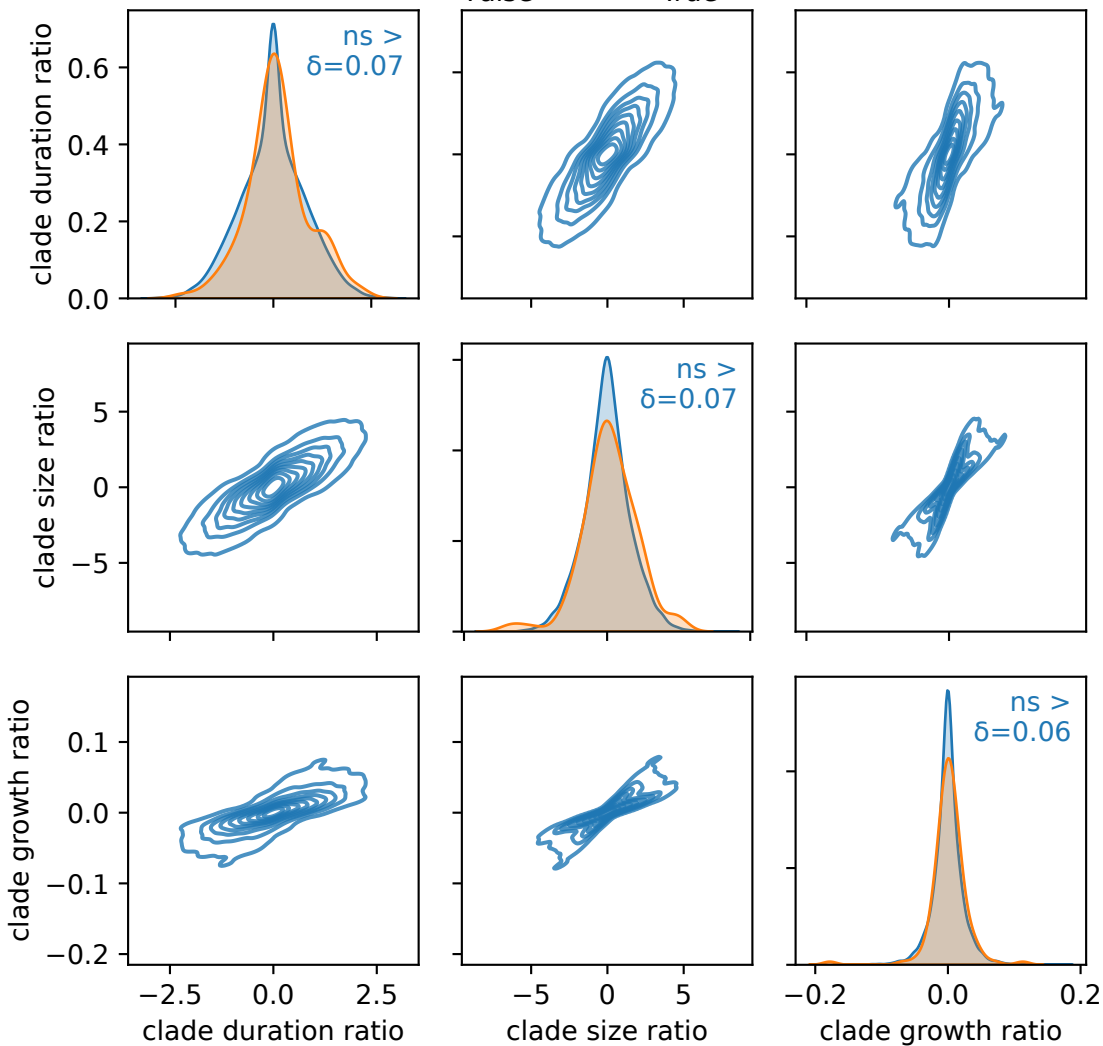 clade duration ratio
0.6
0.4
0.2
0.0
ns >
δ=0.07
clade size ratio
5
0
−5
ns >
δ=0.07
clade growth ratio
0.1
0.0
−0.1
−0.2
ns >
δ=0.06
−2.5 0.0 2.5
−5 0 5
−0.2 0.0 0.2
clade duration ratio
clade size ratio
clade growth ratio